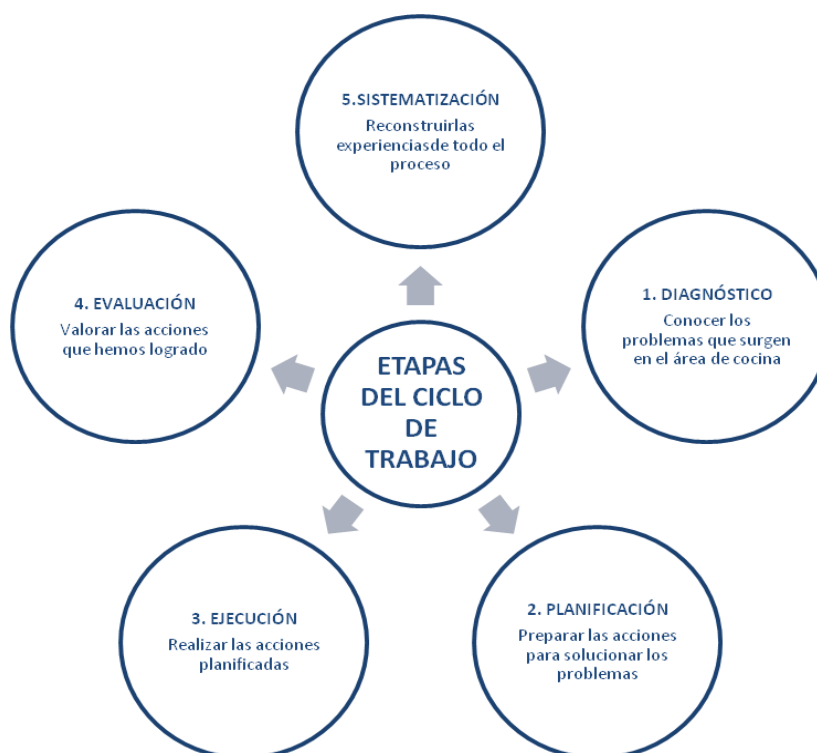 5.SISTEMATIZACIÓN
Reconstruirlas
experienciasde todo el
proceso
4. EVALUACIÓN
Valorar las acciones
que hemos logrado
1. DIAGNÓSTICO
Conocer los
problemas que surgen
en el área de cocina
ETAPAS
DEL CICLO
DE
TRABAJO
3. EJECUCIÓN
Realizar las acciones
planificadas
2. PLANIFICACIÓN
Preparar las acciones
para solucionar los
problemas